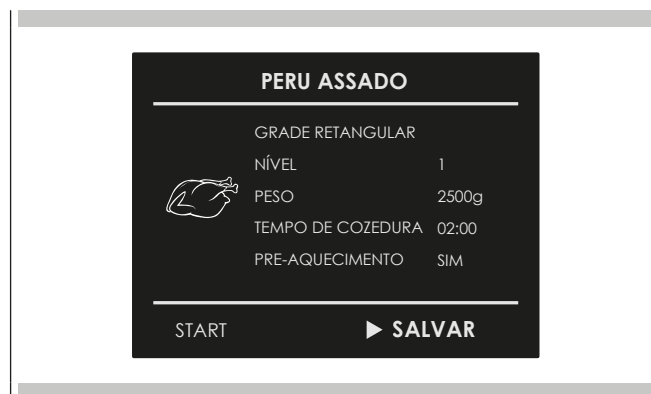 PERU ASSADO
GRADE RETANGULAR
NÍVEL 1
PESO 2500g
TEMPO DE COZEDURA 02:00
PRE-AQUECIMENTO SIM
START ▶ SALVAR